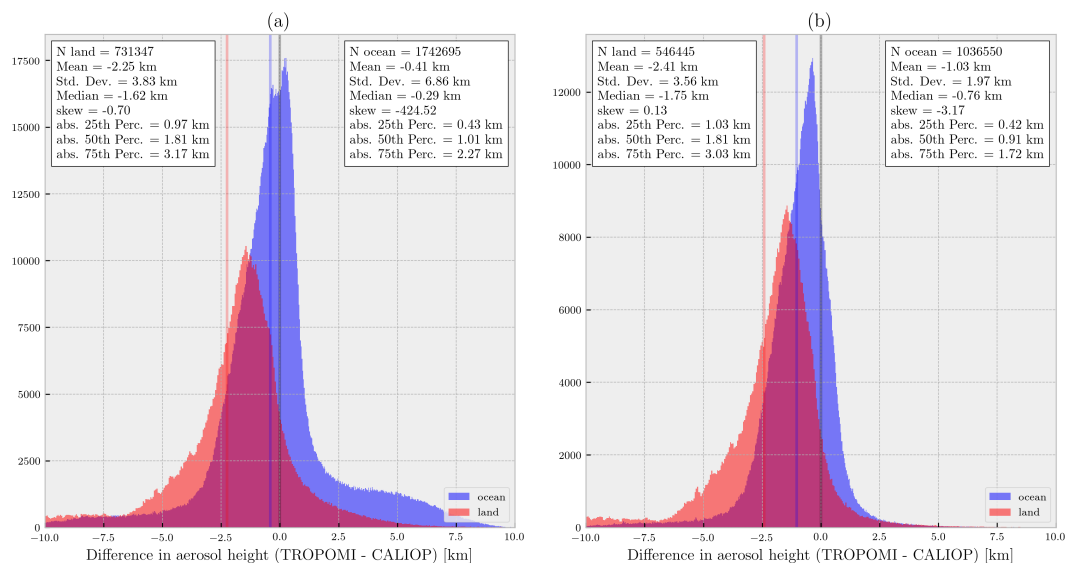 (a)
N land = 731347
Mean = -2.25 km
Std. Dev. = 3.83 km
Median = -1.62 km
skew = -0.70
abs. 25th Perc. = 0.97 km
abs. 50th Perc. = 1.81 km
abs. 75th Perc. = 3.17 km
N ocean = 1742695
Mean = -0.41 km
Std. Dev. = 6.86 km
Median = -0.29 km
skew = -424.52
abs. 25th Perc. = 0.43 km
abs. 50th Perc. = 1.01 km
abs. 75th Perc. = 2.27 km
17500
15000
12500
10000
7500
5000
2500
0
ocean
land
−10.0 −7.5 −5.0 −2.5 0.0 2.5 5.0 7.5 10.0
Difference in aerosol height (TROPOMI - CALIOP) [km]
(b)
N land = 546445
Mean = -2.41 km
Std. Dev. = 3.56 km
Median = -1.75 km
skew = 0.13
abs. 25th Perc. = 1.03 km
abs. 50th Perc. = 1.81 km
abs. 75th Perc. = 3.03 km
N ocean = 1036550
Mean = -1.03 km
Std. Dev. = 1.97 km
Median = -0.76 km
skew = -3.17
abs. 25th Perc. = 0.42 km
abs. 50th Perc. = 0.91 km
abs. 75th Perc. = 1.72 km
12000
10000
8000
6000
4000
2000
0
ocean
land
−10.0 −7.5 −5.0 −2.5 0.0 2.5 5.0 7.5 10.0
Difference in aerosol height (TROPOMI - CALIOP) [km]